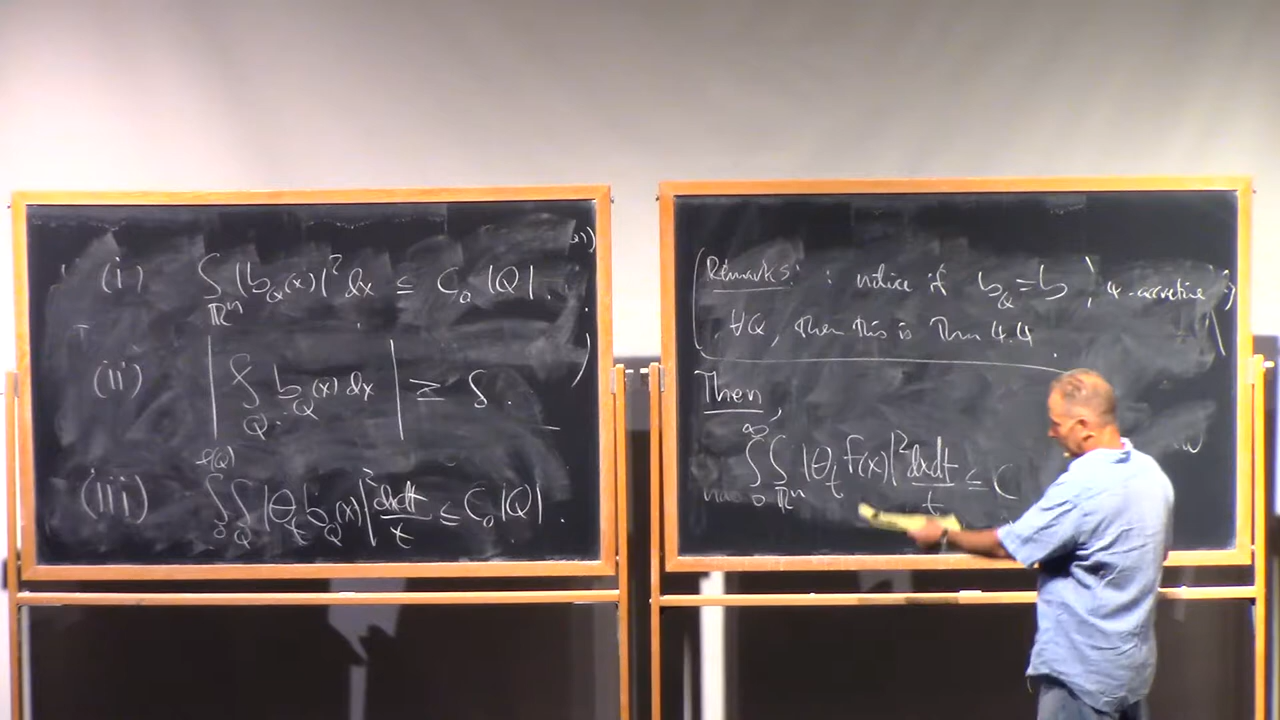 (i) ∫_{ℝⁿ} |b_Q(x)|² dx ≤ C₀ |Q|.
(ii) |⨍_Q b_Q(x) dx| ≥ δ.
(iii) ∫₀^{ℓ(Q)} ∫_Q |θ_t b_Q(x)|² dxdt/t ≤ C₀ |Q|.
(Remarks: : notice if b_Q = b, ψ-accretive
∀Q, then this is Thm 4.4.
Then,
∫₀^∞ ∫_{ℝⁿ} |θ_t f(x)|² dxdt/t ≤ C